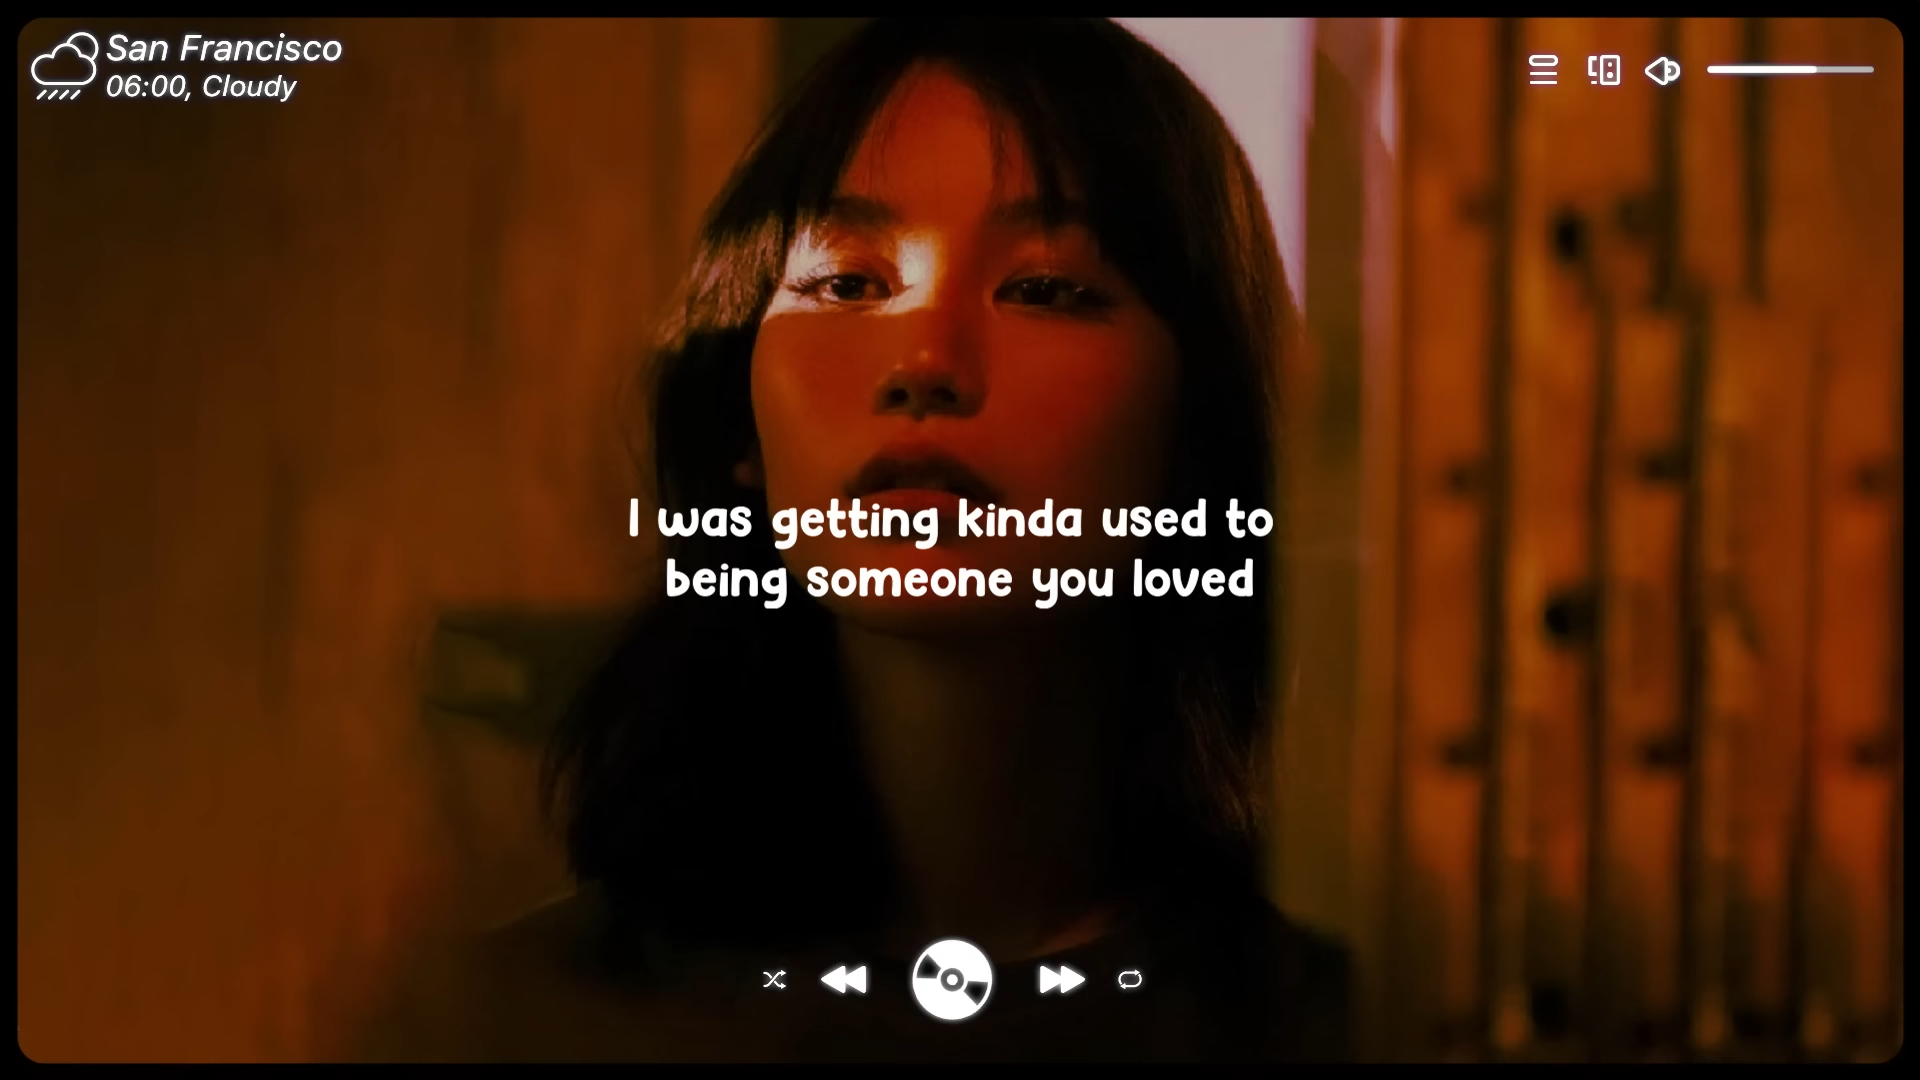 San Francisco
06:00, Cloudy
I was getting kinda used to
being someone you loved